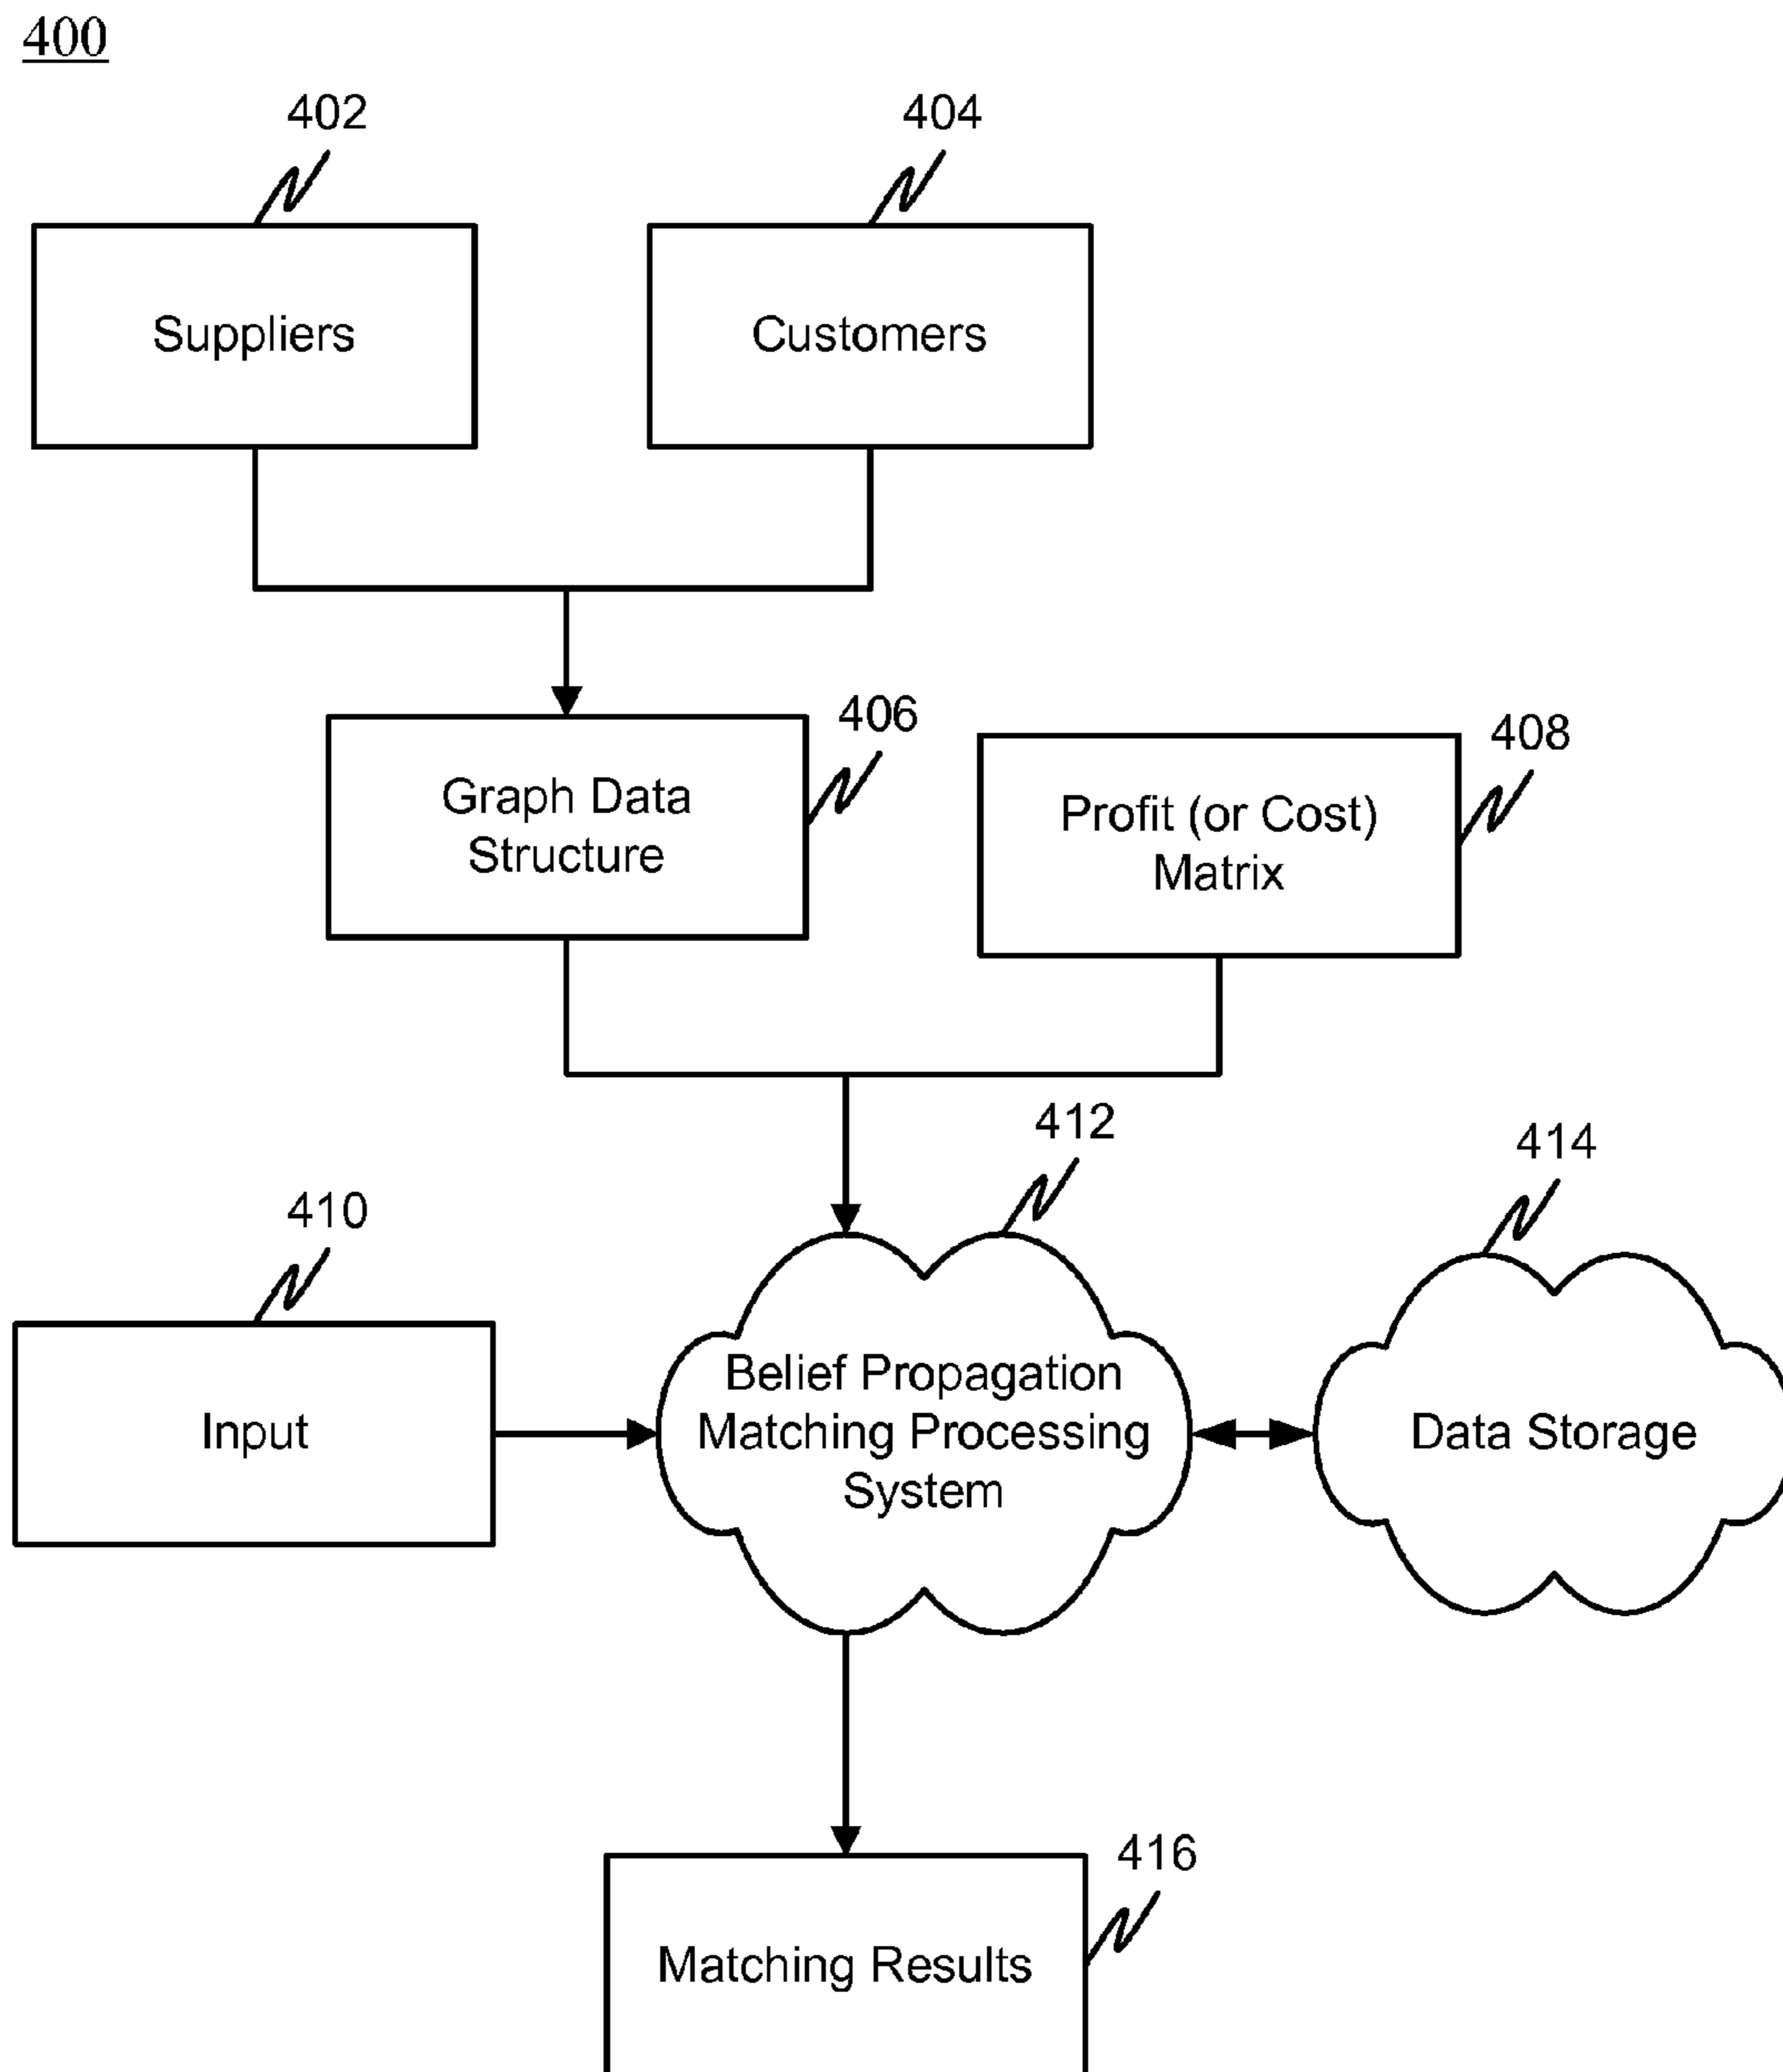 400
402
404
Suppliers
Customers
406
408
Graph Data
Structure
Profit (or Cost)
Matrix
412
414
410
Belief Propagation
Matching Processing
System
Input
Data Storage
416
Matching Results